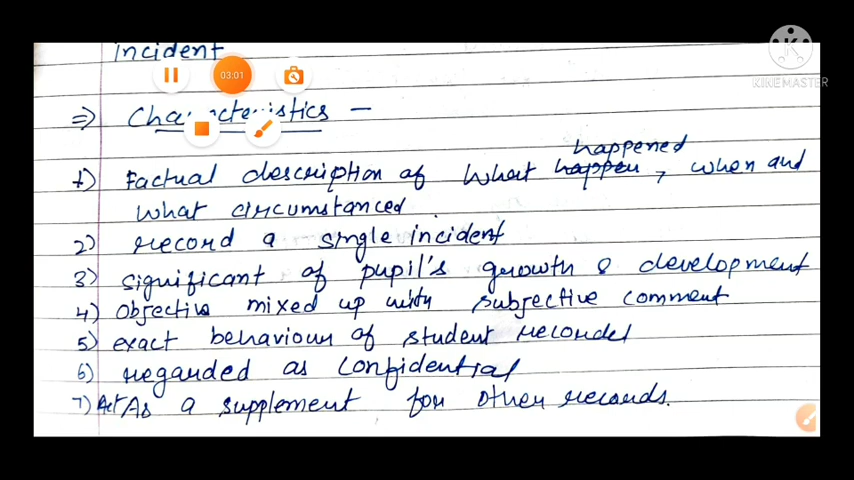 incident
03:01
KINEMASTER
⇒ Characteristics -
happened
1) Factual description of what happen, when and
what circumstanced
2) record a single incident
3) significant of pupil's growth & development
4) objective mixed up with subjective comment
5) exact behaviour of student recorded
6) regarded as confidential
7) Act As a supplement for other records.